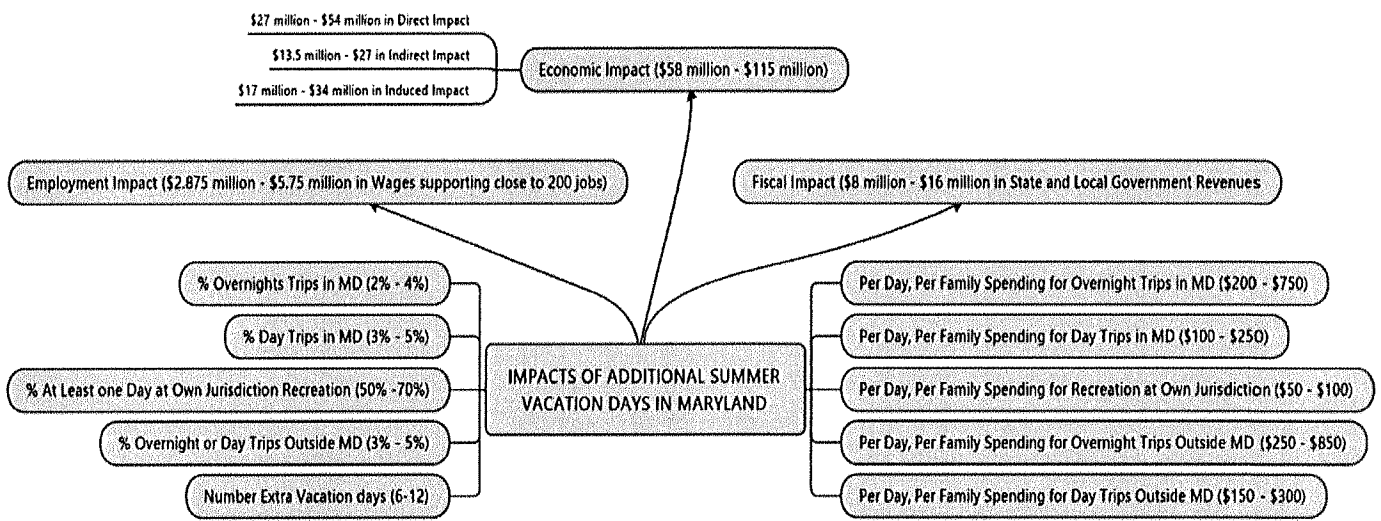 $27 million - $54 million in Direct Impact
$13.5 million - $27 in Indirect Impact
$17 million - $34 million in Induced Impact
Economic Impact ($58 million - $115 million)
Employment Impact ($2.875 million - $5.75 million in Wages supporting close to 200 jobs)
Fiscal Impact ($8 million - $16 million in State and Local Government Revenues
% Overnights Trips in MD (2% - 4%)
% Day Trips in MD (3% - 5%)
% At Least one Day at Own Jurisdiction Recreation (50% -70%)
% Overnight or Day Trips Outside MD (3% - 5%)
Number Extra Vacation days (6-12)
IMPACTS OF ADDITIONAL SUMMER
VACATION DAYS IN MARYLAND
Per Day, Per Family Spending for Overnight Trips in MD ($200 - $750)
Per Day, Per Family Spending for Day Trips in MD ($100 - $250)
Per Day, Per Family Spending for Recreation at Own Jurisdiction ($50 - $100)
Per Day, Per Family Spending for Overnight Trips Outside MD ($250 - $850)
Per Day, Per Family Spending for Day Trips Outside MD ($150 - $300)